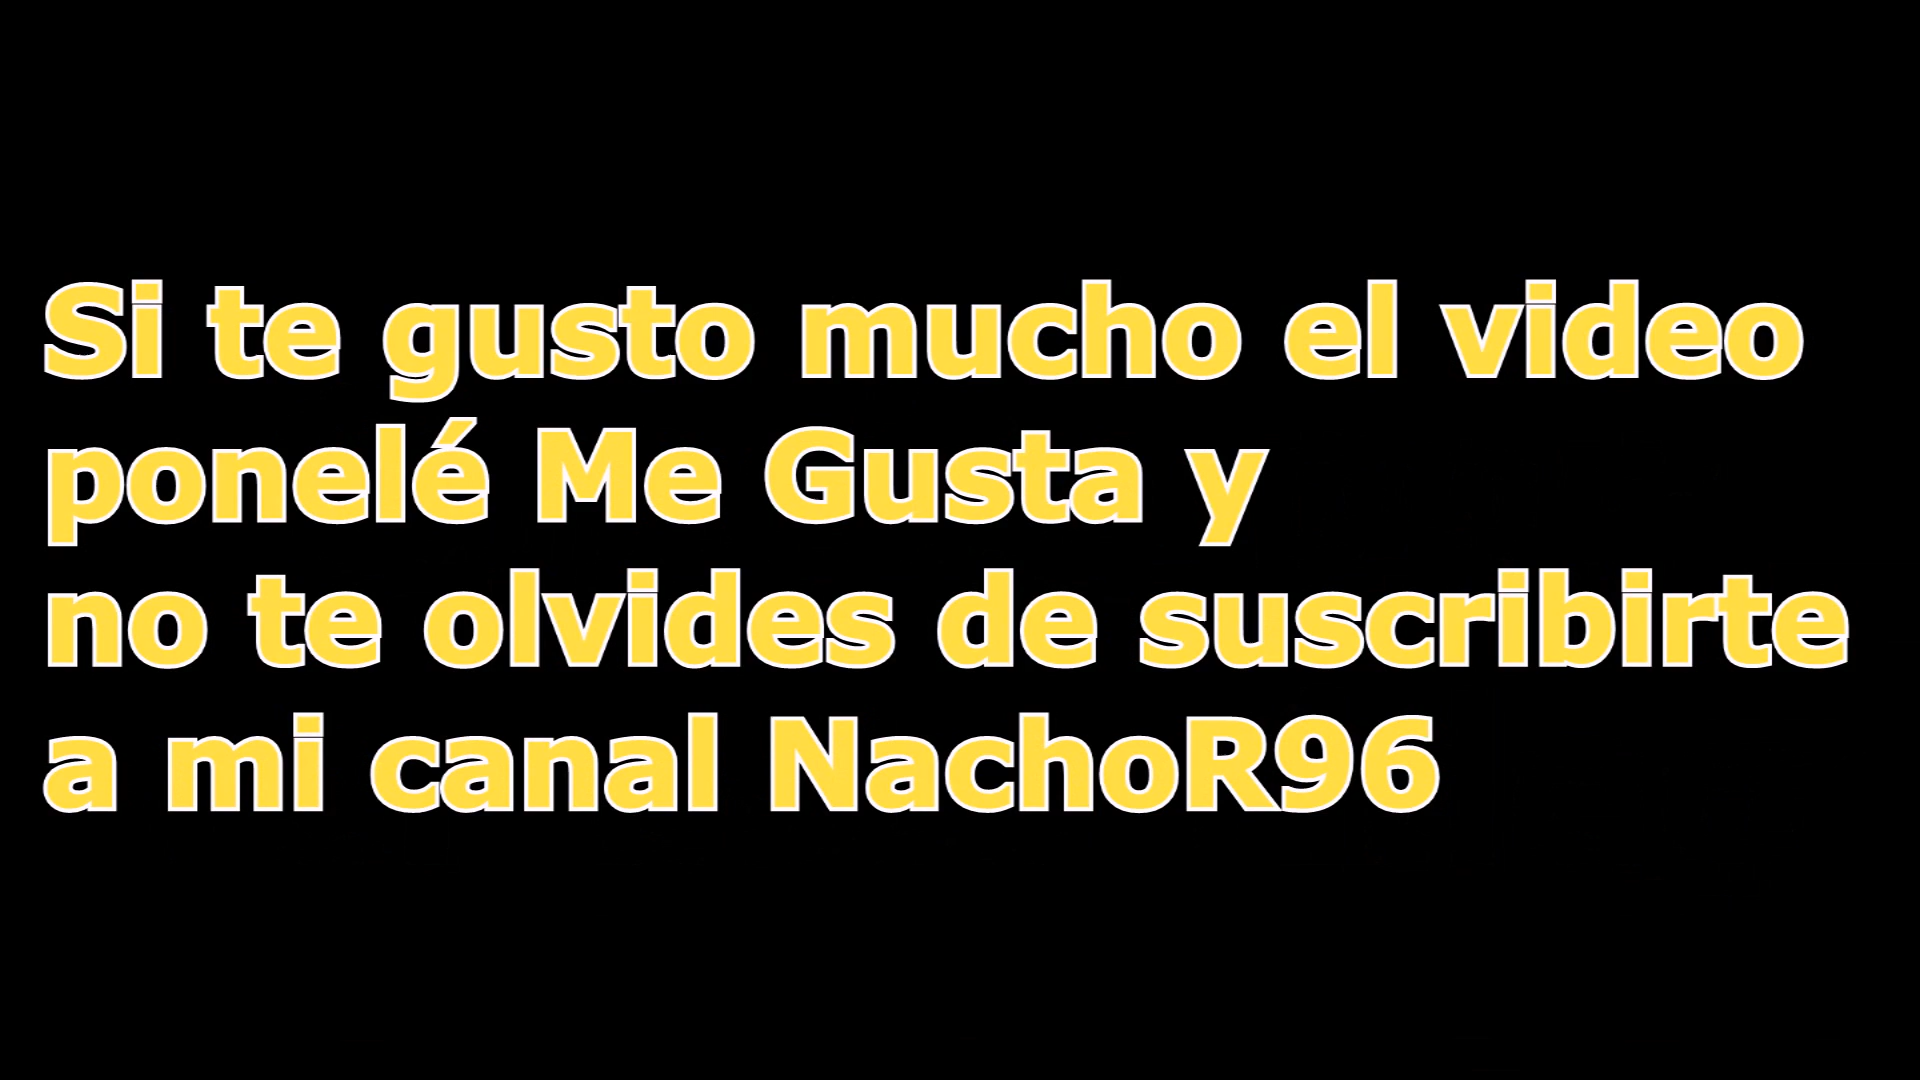 Si te gusto mucho el video
ponelé Me Gusta y
no te olvides de suscribirte
a mi canal NachoR96